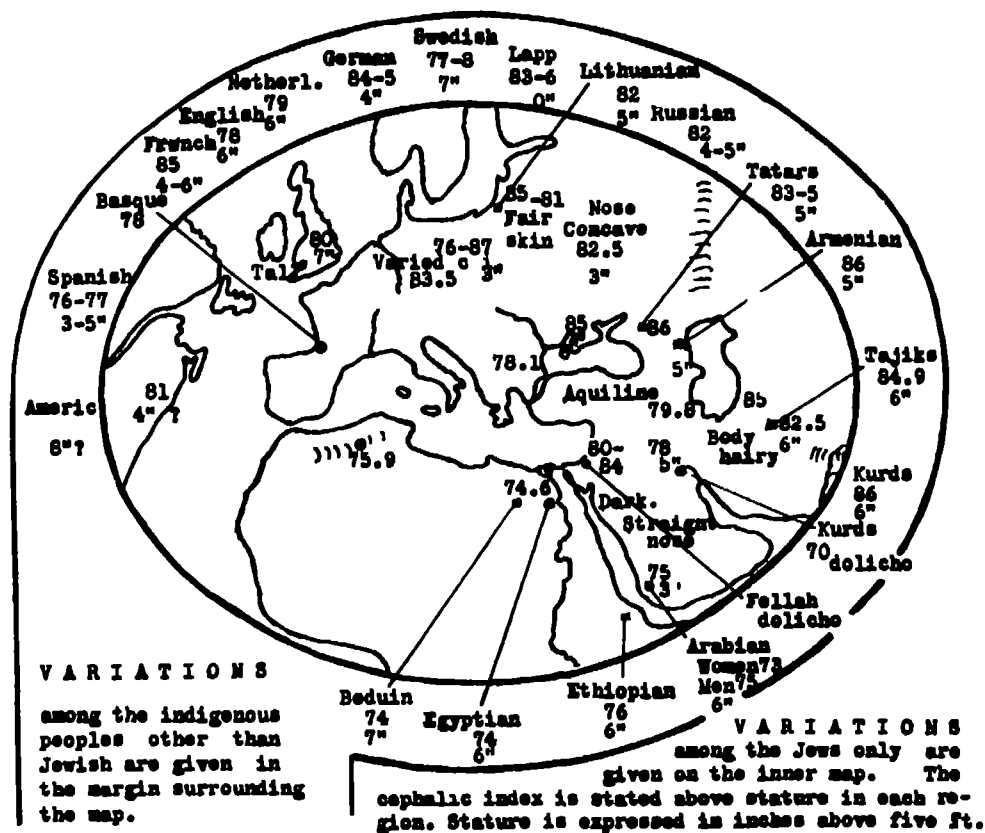 Swedish
77-8
7"
German
84-5
4"
Lapp
83-6
0"
Netherl.
79
6"
Lithuanian
82
5"
English
78
6"
Russian
82
4-5"
French
85
4-6"
Tatars
83-5
5"
Basque
78
Armenian
86
5"
Spanish
76-77
3-5"
Tajiks
84.9
6"
Americ
8"?
Kurds
86
6"
Kurds
70 dolicho
Fellah
dolicho
Arabian
Women 73
Men 75
6"
Ethiopian
76
6"
Egyptian
74
6"
Beduin
74
7"
85-81
Fair
skin
Nose
Concave
82.5
3"
80
7"
Tal
76-87
Varied c
83.5
3"
85
86
5"
78.1
Aquiline
79.8
85
81
4" ?
Body
hairy
82.5
6"
75.9
80-
84
78
5"
74.6
Dark.
Straight
nose
75
3'
VARIATIONS
among the indigenous
peoples other than
Jewish are given in
the margin surrounding
the map.
VARIATIONS
among the Jews only are
given on the inner map. The
cephalic index is stated above stature in each re-
gion. Stature is expressed in inches above five ft.